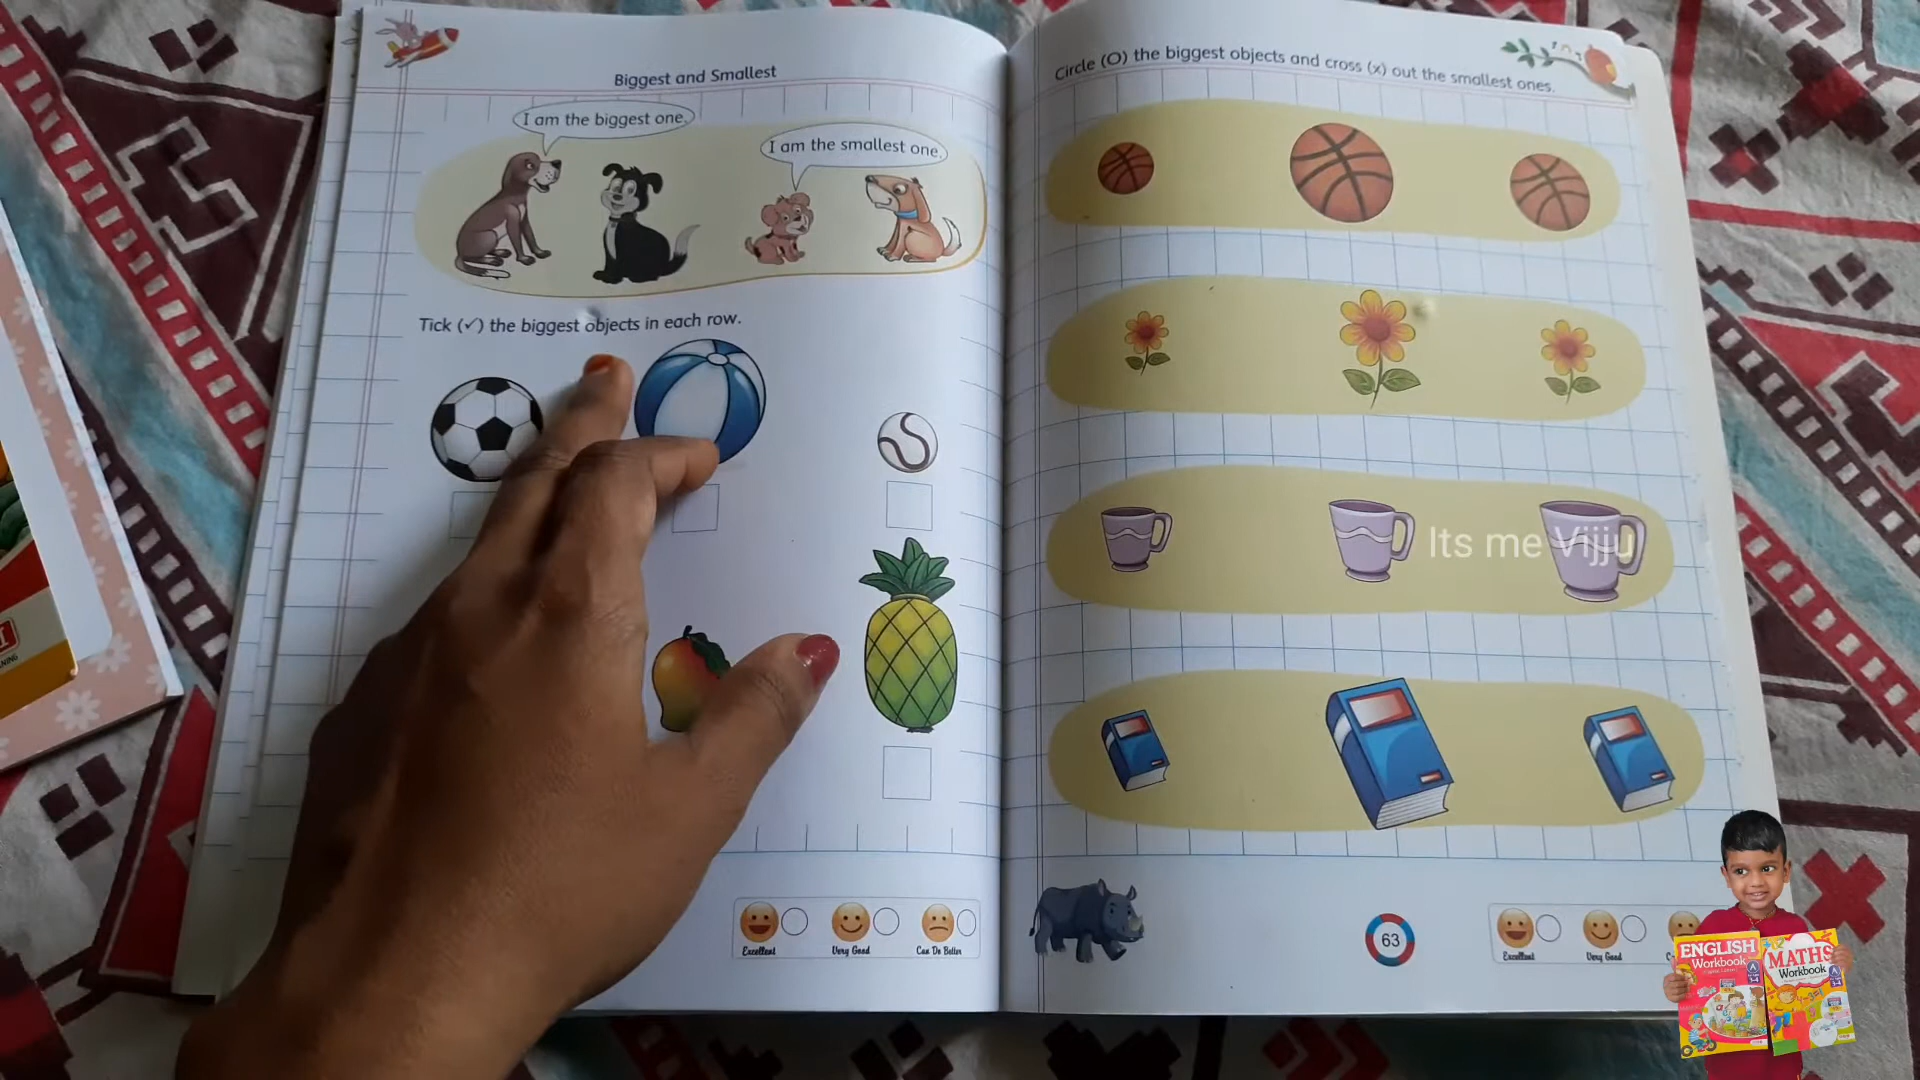 Biggest and Smallest
I am the biggest one.
I am the smallest one.
Tick (✓) the biggest objects in each row.
Excellent
Very Good
Can Do Better
Circle (O) the biggest objects and cross (x) out the smallest ones.
Its me Vijju
63
Excellent
Very Good
ENGLISH
Workbook
MATHS
Workbook